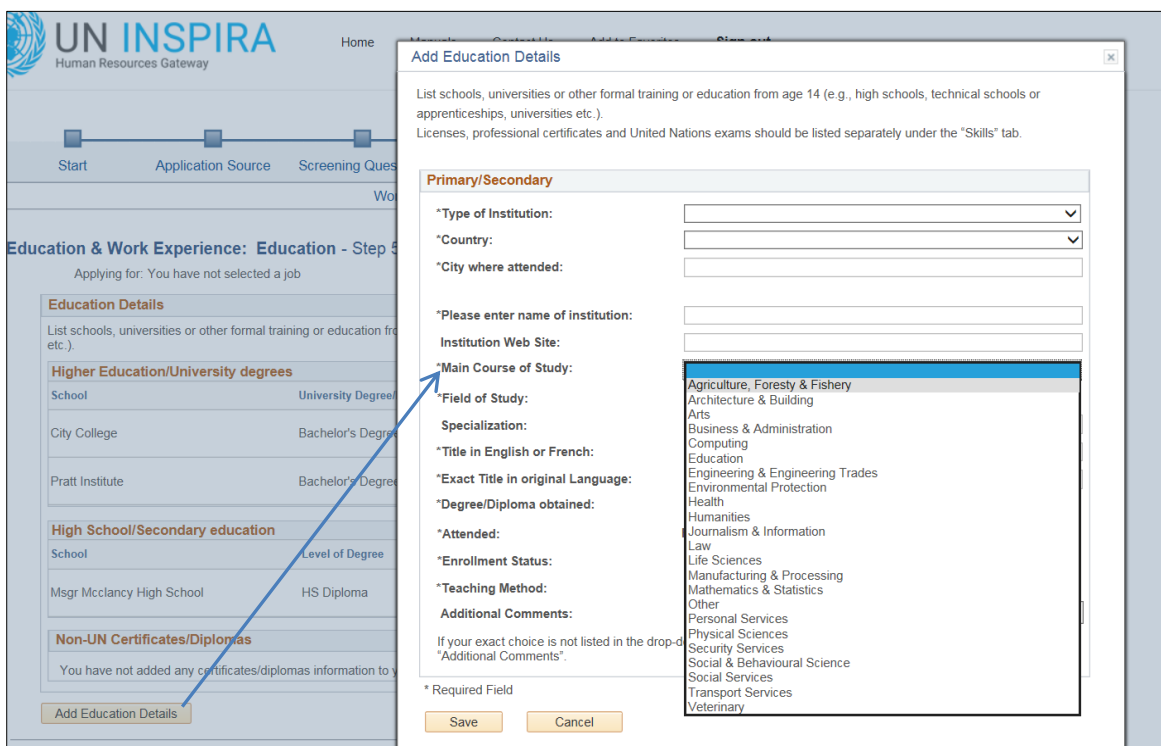 UN INSPIRA
Human Resources Gateway
Home
Sign out
Start
Application Source
Screening Ques
Wor
Education & Work Experience: Education - Step 5
Applying for: You have not selected a job
Education Details
List schools, universities or other formal training or education fro
etc.).
Higher Education/University degrees
School
University Degree/
City College
Bachelor's Degree
Pratt Institute
Bachelor's Degree
High School/Secondary education
School
Level of Degree
Msgr Mcclancy High School
HS Diploma
Non-UN Certificates/Diplomas
You have not added any certificates/diplomas information to y
Add Education Details
Add Education Details
List schools, universities or other formal training or education from age 14 (e.g., high schools, technical schools or
apprenticeships, universities etc.).
Licenses, professional certificates and United Nations exams should be listed separately under the “Skills” tab.
Primary/Secondary
*Type of Institution:
*Country:
*City where attended:
*Please enter name of institution:
Institution Web Site:
*Main Course of Study:
*Field of Study:
Specialization:
*Title in English or French:
*Exact Title in original Language:
*Degree/Diploma obtained:
*Attended:
*Enrollment Status:
*Teaching Method:
Additional Comments:
If your exact choice is not listed in the drop-do
“Additional Comments”.
* Required Field
Save
Cancel
Agriculture, Foresty & Fishery
Architecture & Building
Arts
Business & Administration
Computing
Education
Engineering & Engineering Trades
Environmental Protection
Health
Humanities
Journalism & Information
Law
Life Sciences
Manufacturing & Processing
Mathematics & Statistics
Other
Personal Services
Physical Sciences
Security Services
Social & Behavioural Science
Social Services
Transport Services
Veterinary